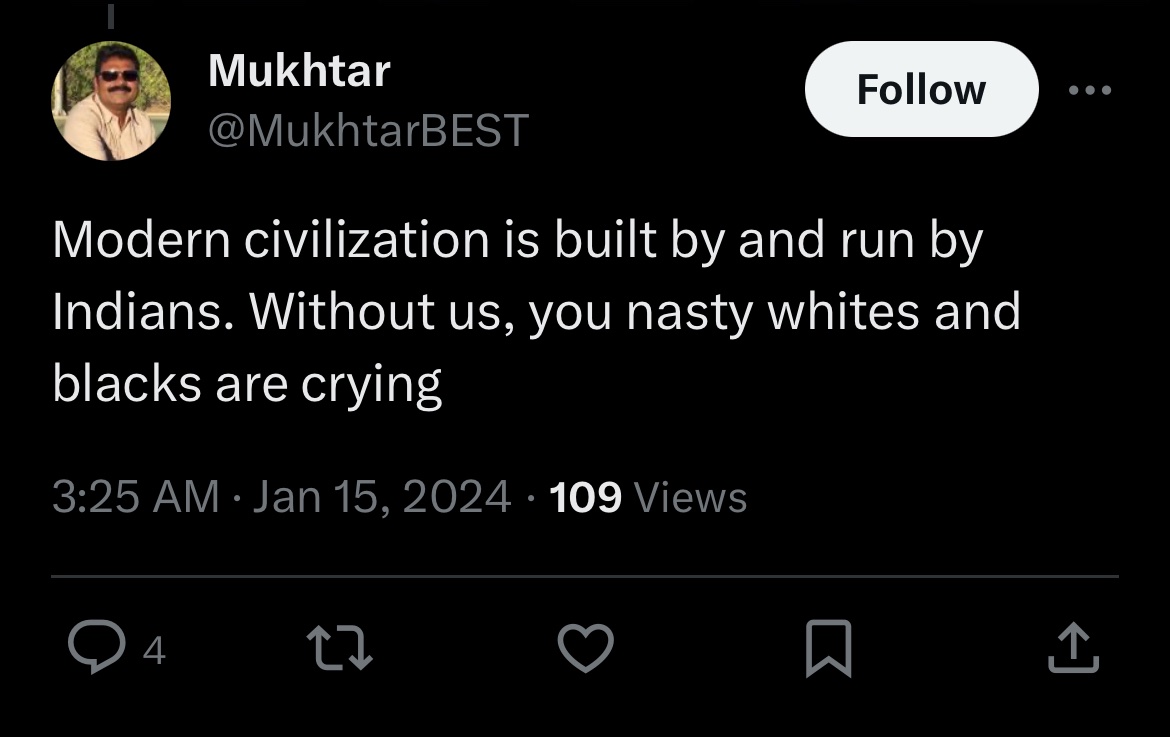 Mukhtar
@MukhtarBEST
Follow
Modern civilization is built by and run by
Indians. Without us, you nasty whites and
blacks are crying
3:25 AM · Jan 15, 2024 · 109 Views
4